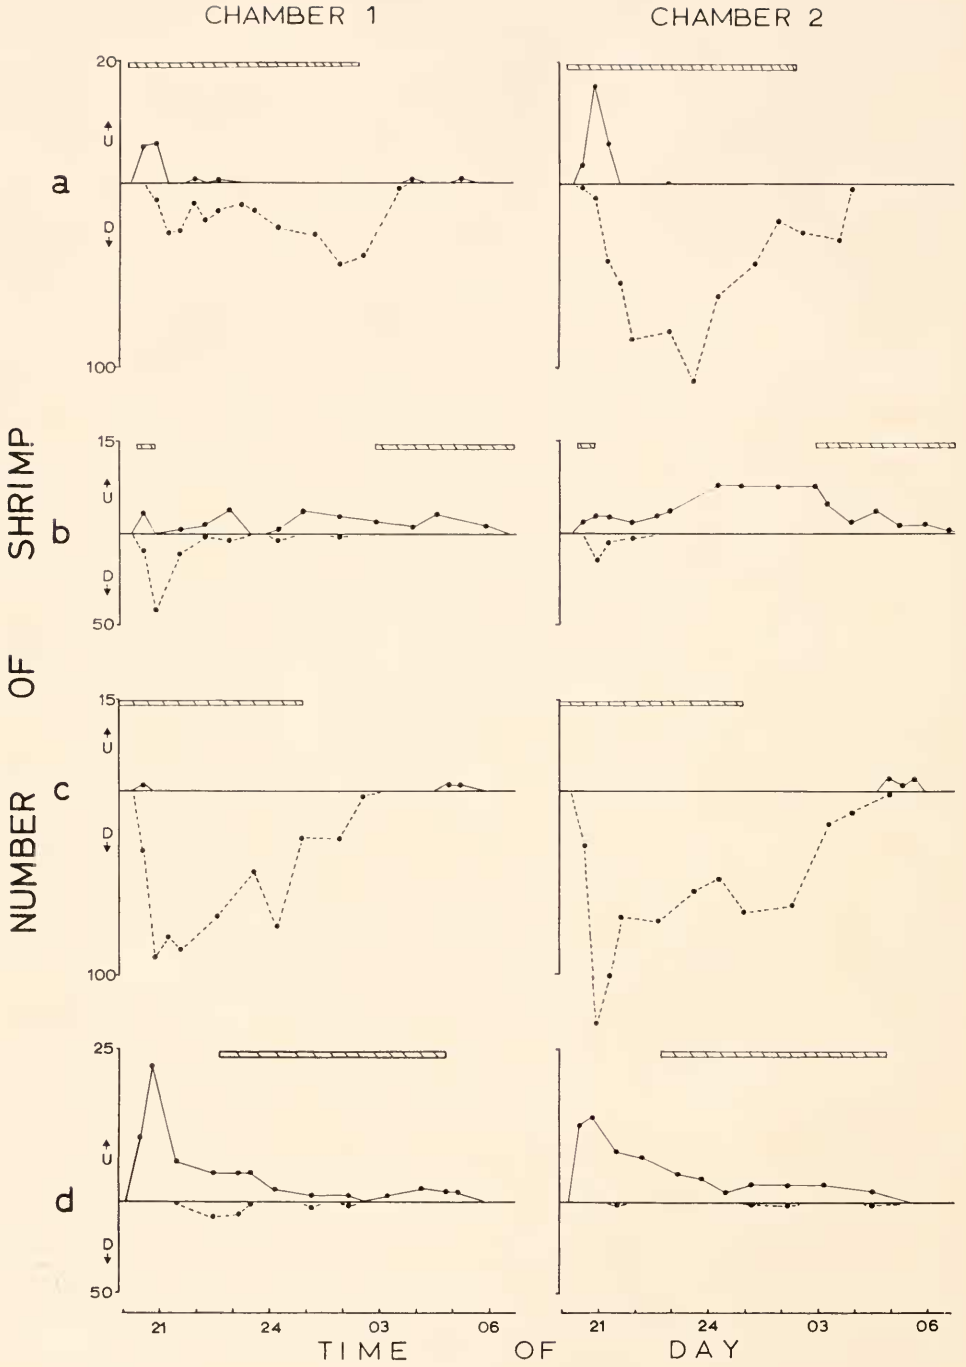 CHAMBER 1
CHAMBER 2
20
U
a
D
100
15
U
b
D
50
15
U
c
D
100
25
U
d
D
50
21 24 03 06
21 24 03 06
TIME OF DAY
NUMBER OF SHRIMP